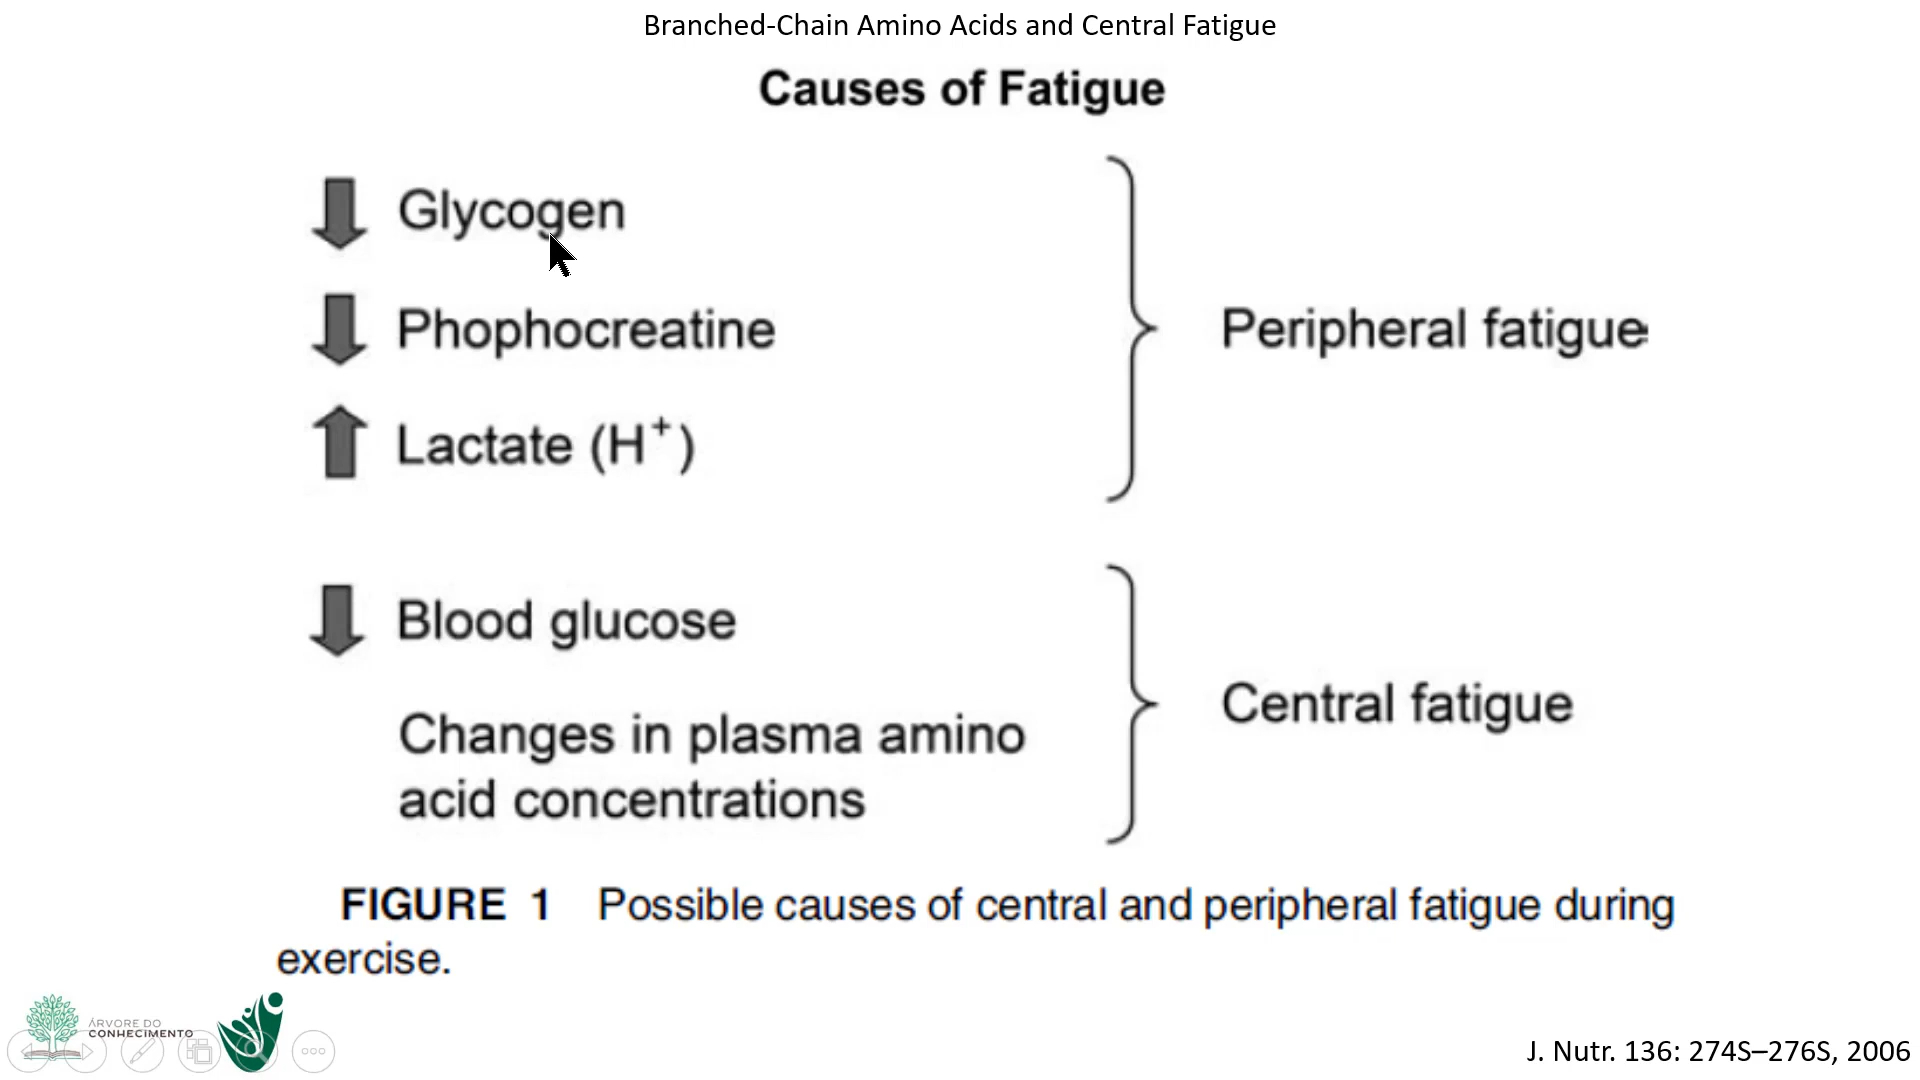 Branched-Chain Amino Acids and Central Fatigue
Causes of Fatigue
Glycogen
Phophocreatine
Peripheral fatigue
Lactate (H⁺)
Blood glucose
Central fatigue
Changes in plasma amino
acid concentrations
FIGURE 1 Possible causes of central and peripheral fatigue during
exercise.
ÁRVORE DO
CONHECIMENTO
J. Nutr. 136: 274S–276S, 2006